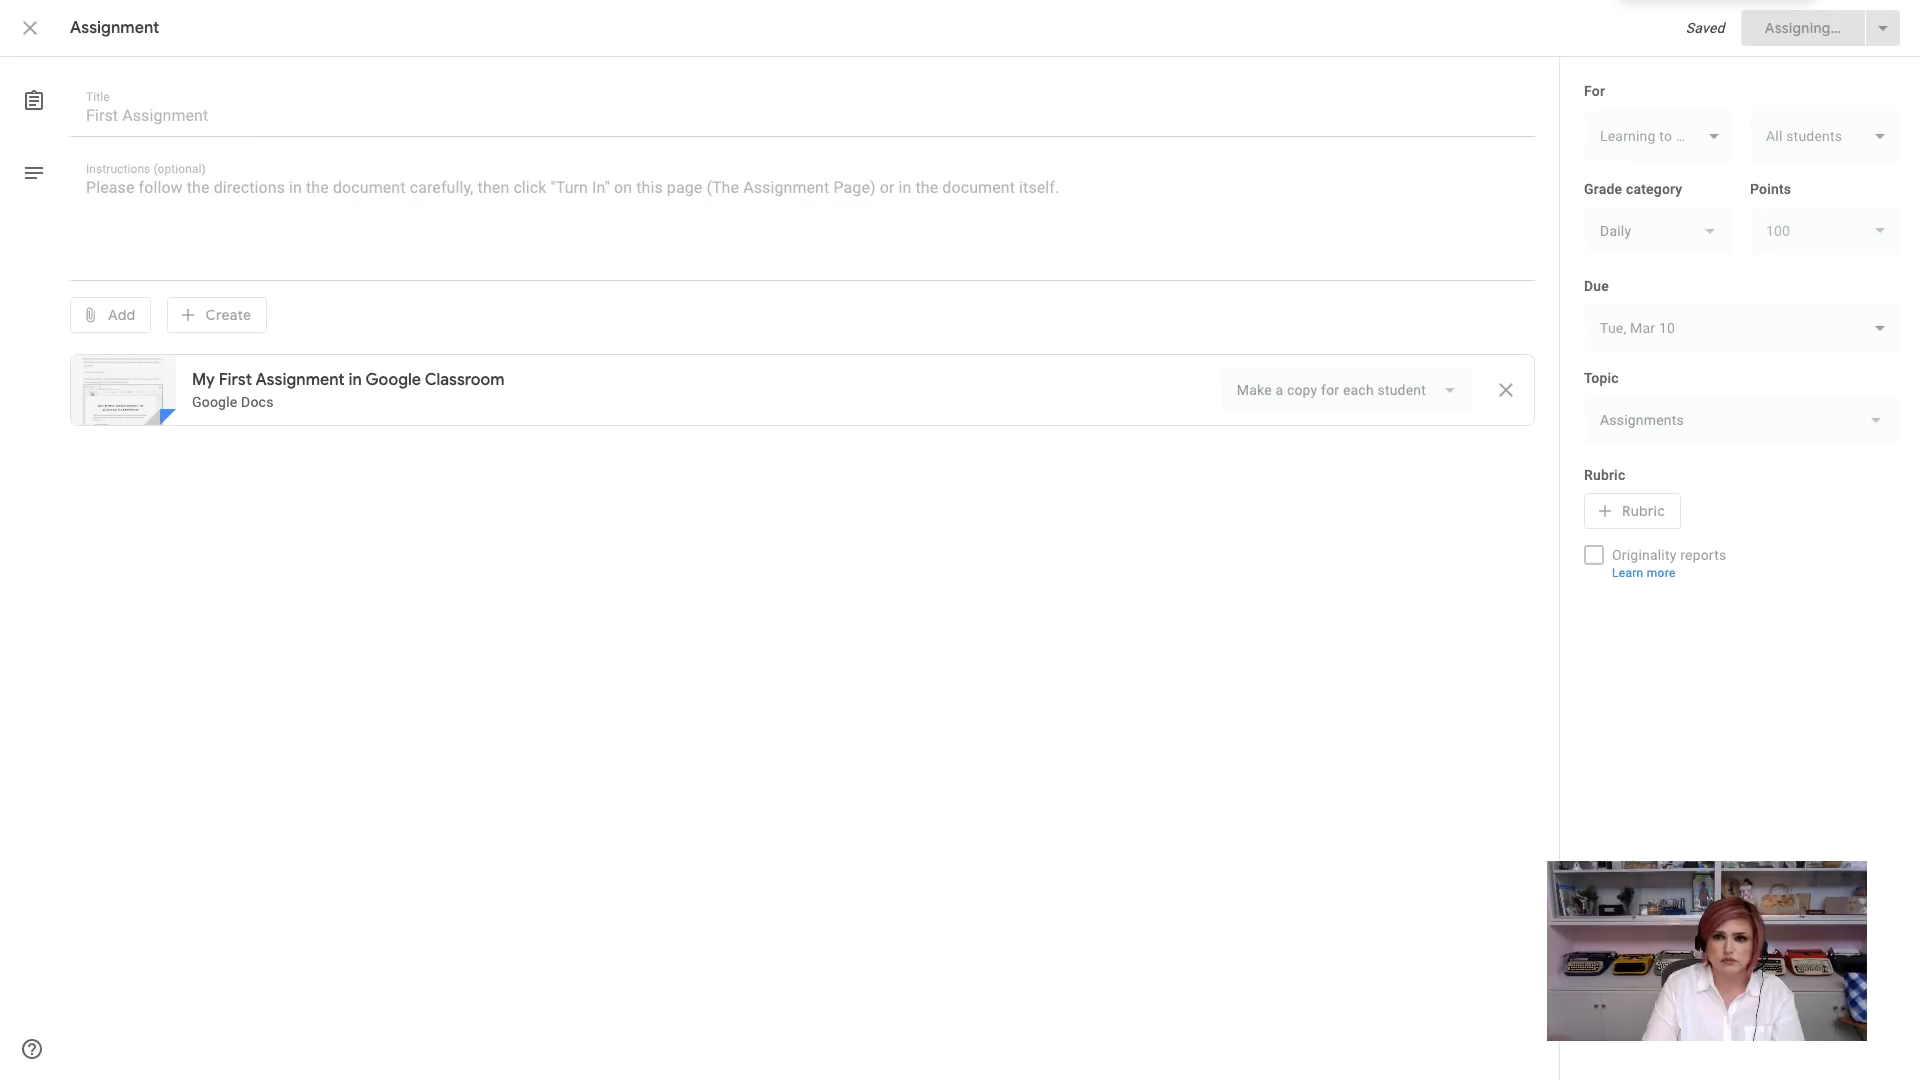 Assignment
Saved
Assigning...
Title
First Assignment
Instructions (optional)
Please follow the directions in the document carefully, then click "Turn In" on this page (The Assignment Page) or in the document itself.
Add
Create
My First Assignment in Google Classroom
Google Docs
Make a copy for each student
For
Learning to ...
All students
Grade category
Points
Daily
100
Due
Tue, Mar 10
Topic
Assignments
Rubric
Rubric
Originality reports
Learn more